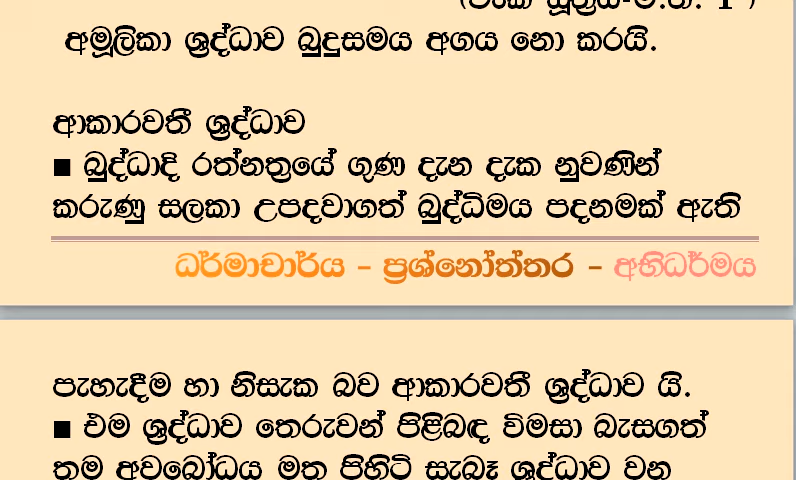 අමූලිකා ශ්‍රද්ධාව බුදුසමය අගය නො කරයි.
ආකාරවතී ශ්‍රද්ධාව
■ බුද්ධාදි රත්නත්‍රයේ ගුණ දැන දැක නුවණින්
කරුණු සලකා උපදවාගත් බුද්ධිමය පදනමක් ඇති
ධර්මාචාර්ය – ප්‍රශ්නෝත්තර – අභිධර්මය
පැහැදීම හා නිසැක බව ආකාරවතී ශ්‍රද්ධාව යි.
■ එම ශ්‍රද්ධාව තෙරුවන් පිළිබඳ විමසා බැසගත්
තම අවබෝධය මත පිහිටි සැබෑ ශ්‍රද්ධාව වන